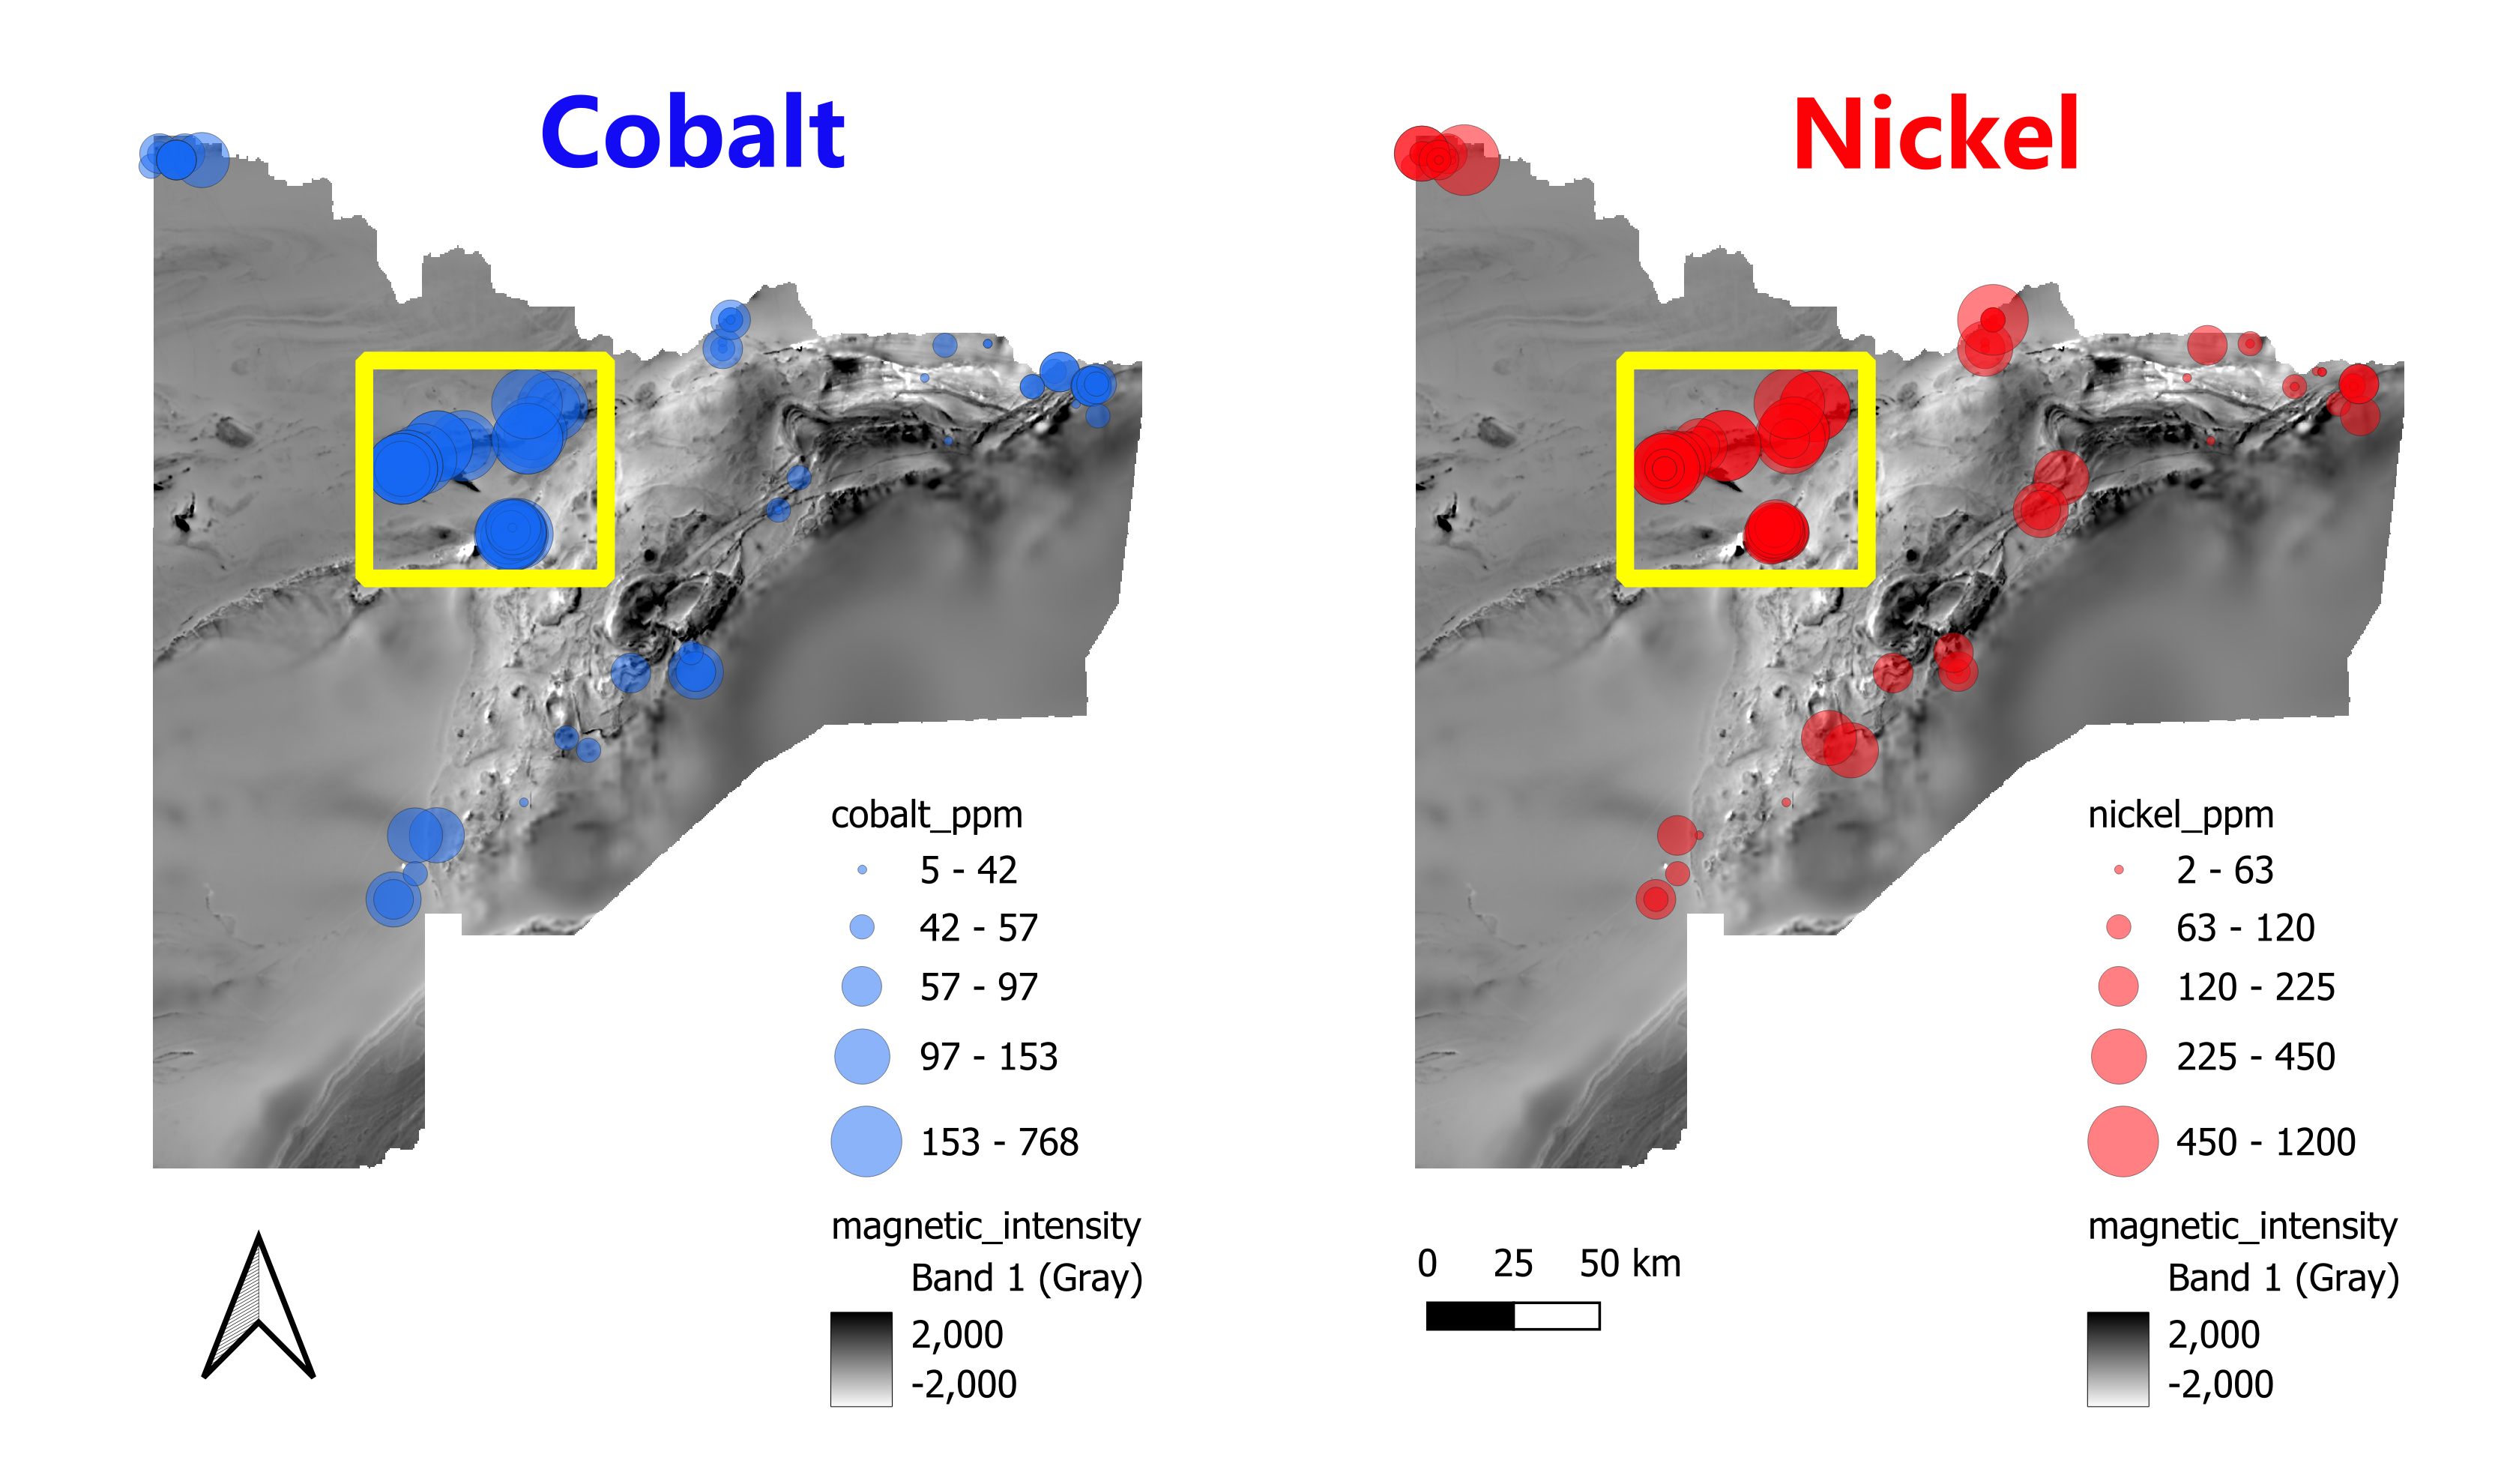 Cobalt
Nickel
cobalt_ppm
5 - 42
42 - 57
57 - 97
97 - 153
153 - 768
magnetic_intensity
Band 1 (Gray)
2,000
-2,000
0 25 50 km
nickel_ppm
2 - 63
63 - 120
120 - 225
225 - 450
450 - 1200
magnetic_intensity
Band 1 (Gray)
2,000
-2,000